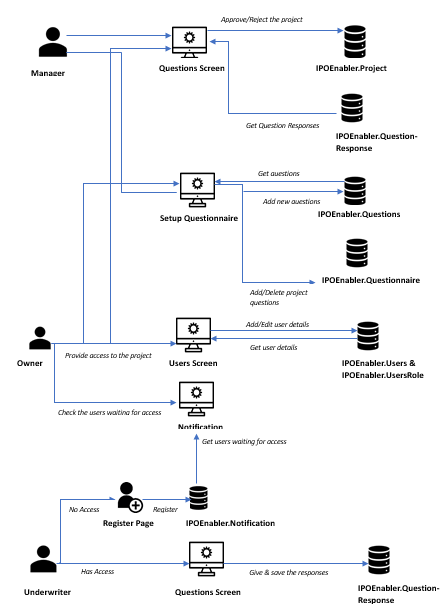 Approve/Reject the project
Manager
Questions Screen
IPOEnabler.Project
Get Question Responses
IPOEnabler.Question-
Response
Get questions
Add new questions
Setup Questionnaire
IPOEnabler.Questions
IPOEnabler.Questionnaire
Add/Delete project
questions
Add/Edit user details
Get user details
Provide access to the project
Owner
Users Screen
IPOEnabler.Users &
IPOEnabler.UsersRole
Check the users waiting for access
Notification
Get users waiting for access
No Access
Register
Register Page
IPOEnabler.Notification
Has Access
Give & save the responses
Underwriter
Questions Screen
IPOEnabler.Question-
Response